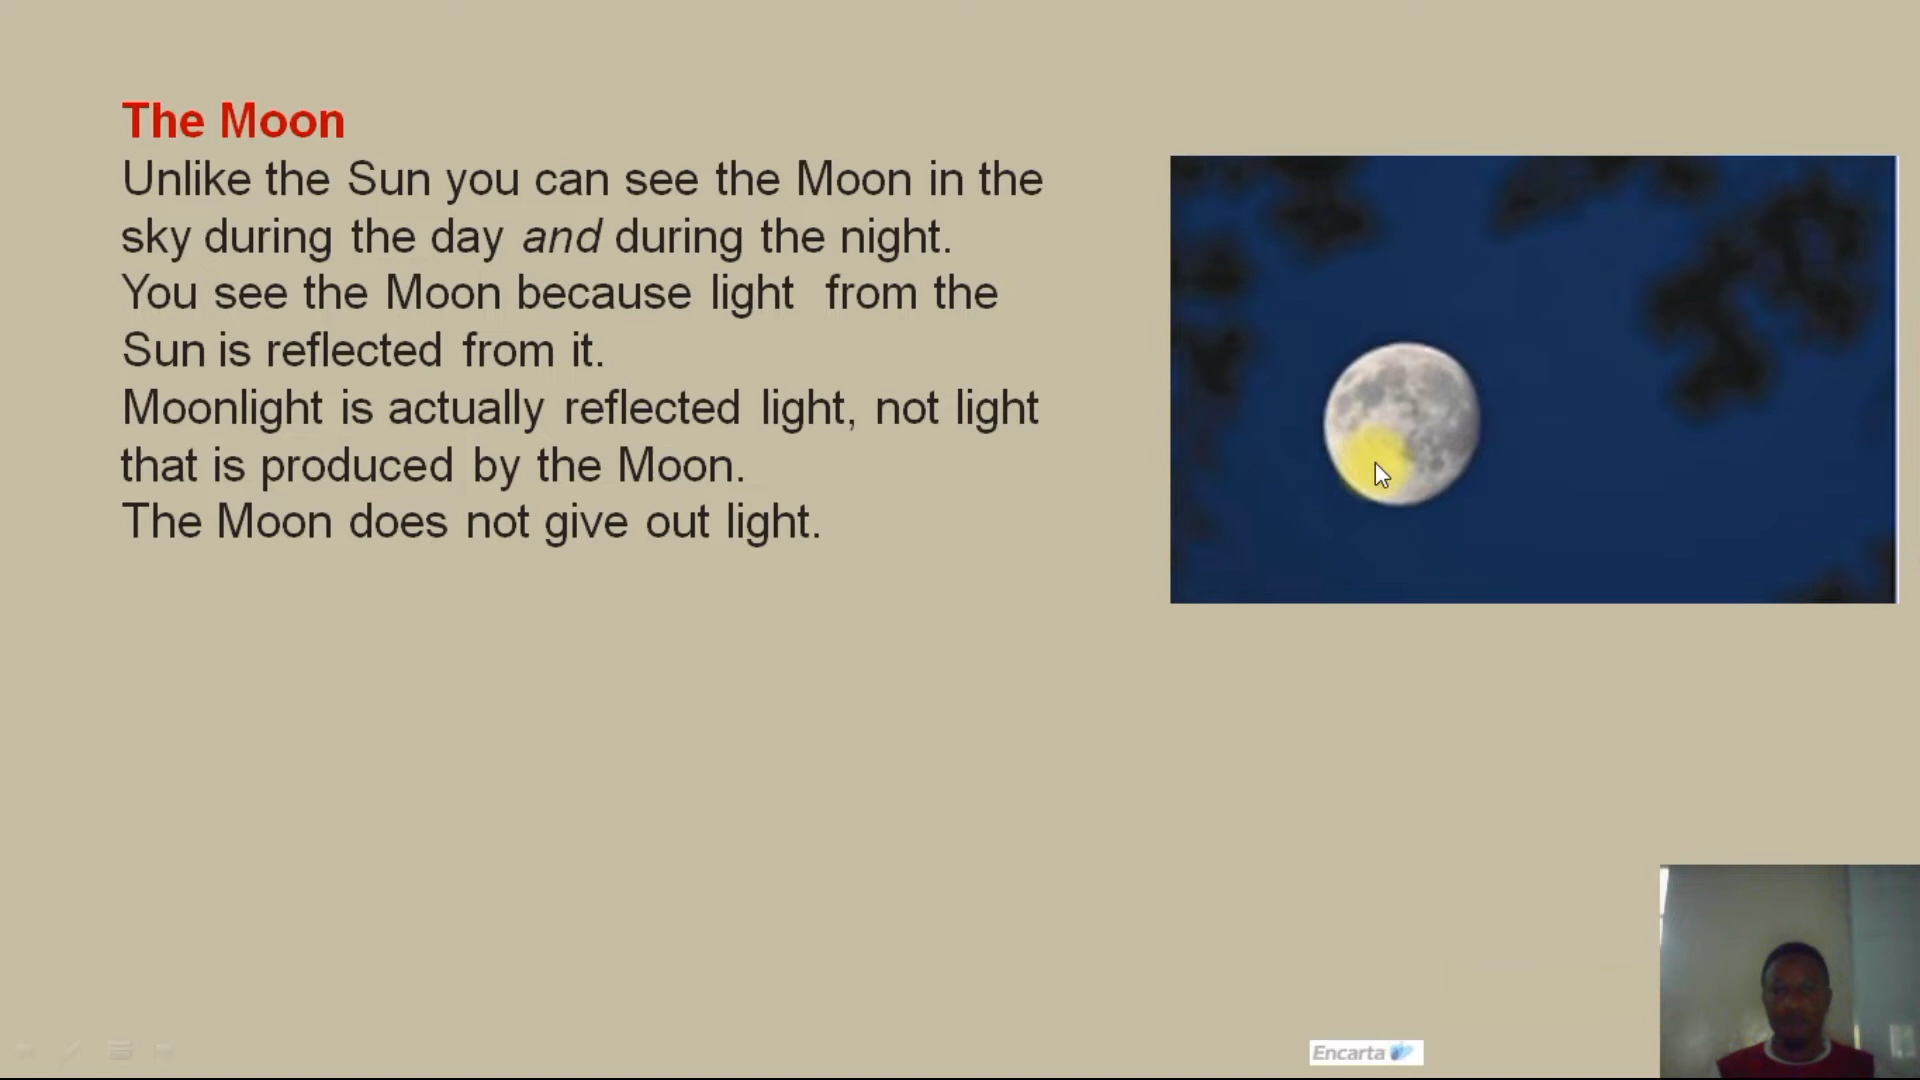 The Moon
Unlike the Sun you can see the Moon in the
sky during the day and during the night.
You see the Moon because light  from the
Sun is reflected from it.
Moonlight is actually reflected light, not light
that is produced by the Moon.
The Moon does not give out light.
Encarta